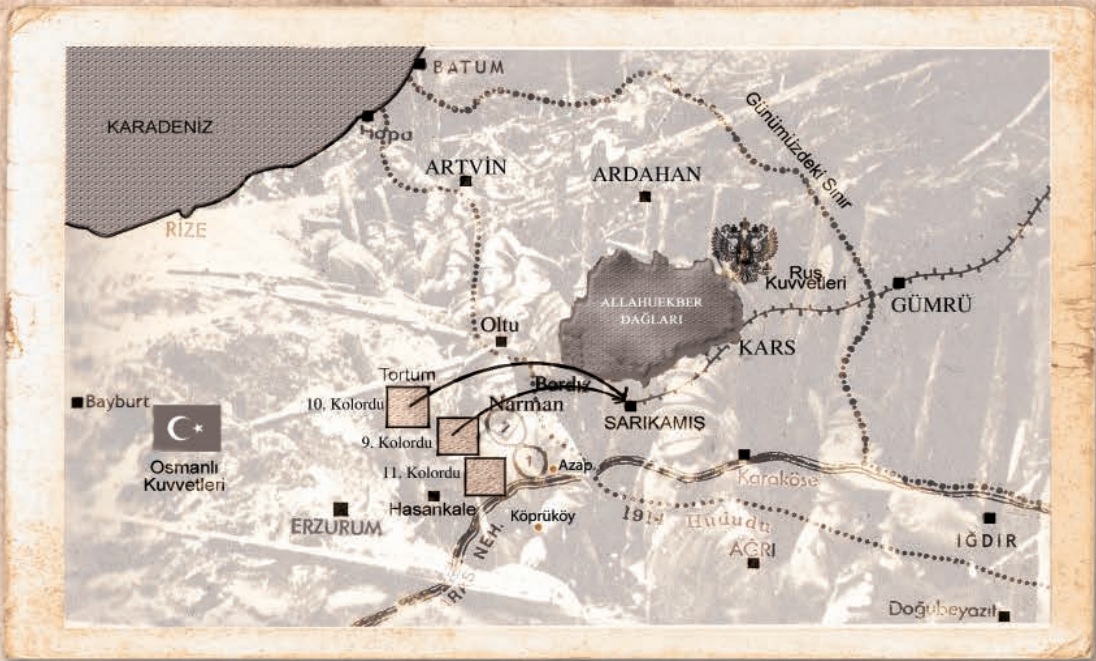 BATUM
KARADENİZ
Hopa
Günümüzdeki Sınır
ARTVİN
ARDAHAN
RİZE
Rus
Kuvvetleri
GÜMRÜ
ALLAHUEKBER
DAĞLARI
Oltu
KARS
Tortum
Bardız
Bayburt
10. Kolordu
Narman
SARIKAMIŞ
9. Kolordu
Osmanlı
Kuvvetleri
11. Kolordu
1
Azap
Karaköse
Hasankale
Köprüköy
1914 Hududu
ERZURUM
NEH.
IĞDIR
AĞRI
Doğubeyazıt